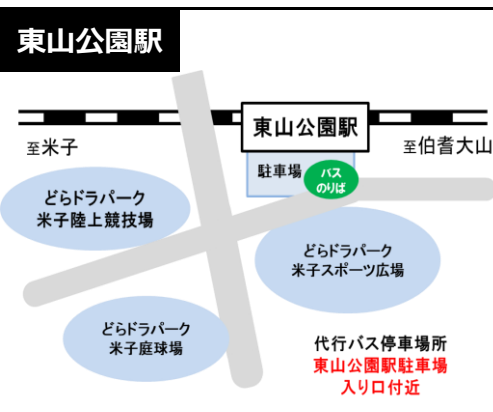 東山公園駅
東山公園駅
至米子
至伯耆大山
駐車場
バス
のりば
どらドラパーク
米子陸上競技場
どらドラパーク
米子スポーツ広場
どらドラパーク
米子庭球場
代行バス停車場所
東山公園駅駐車場
入り口付近